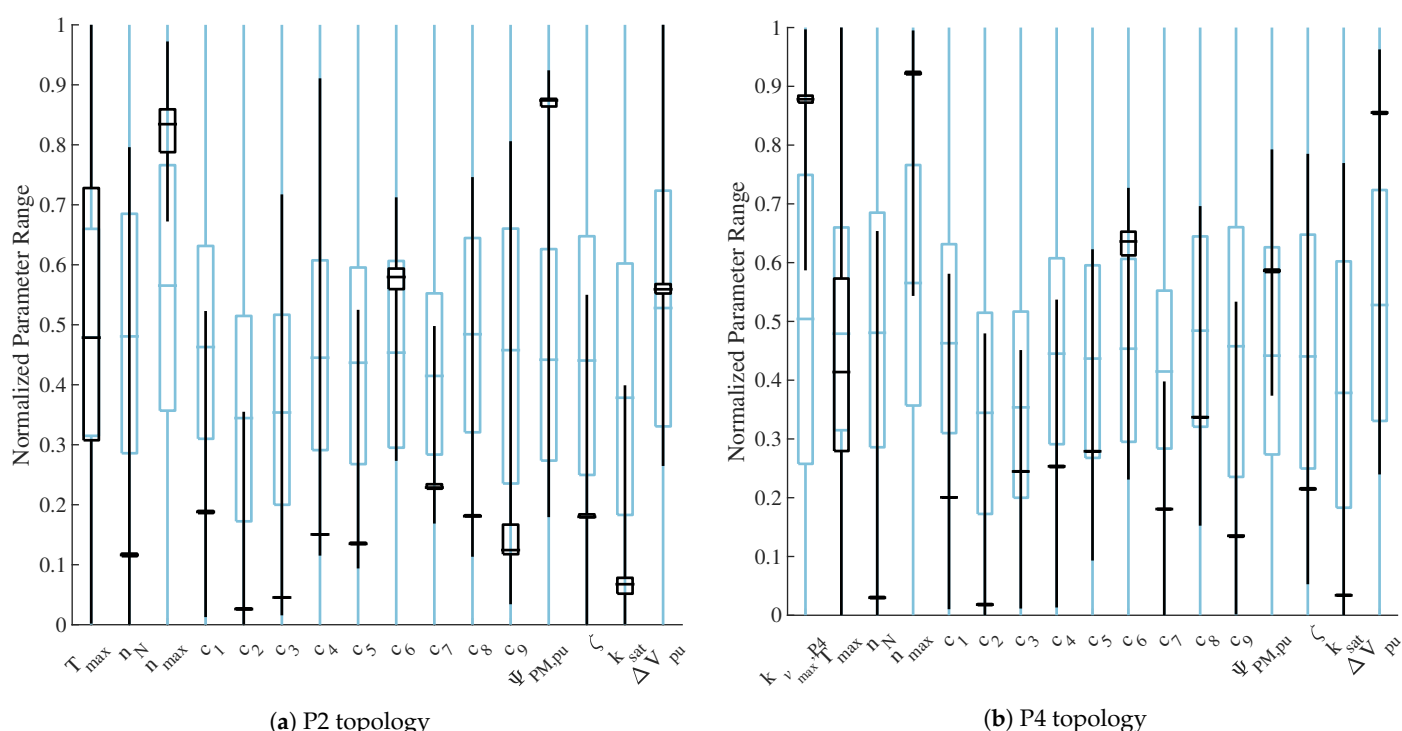 Normalized Parameter Range
1
0.9
0.8
0.7
0.6
0.5
0.4
0.3
0.2
0.1
0
T max
n N
n max
c 1
c 2
c 3
c 4
c 5
c 6
c 7
c 8
c 9
Ψ PM,pu
ζ
k sat
Δ V pu
(a) P2 topology
Normalized Parameter Range
1
0.9
0.8
0.7
0.6
0.5
0.4
0.3
0.2
0.1
0
k v max,P4
T max
n N
n max
c 1
c 2
c 3
c 4
c 5
c 6
c 7
c 8
c 9
Ψ PM,pu
ζ
k sat
Δ V pu
(b) P4 topology